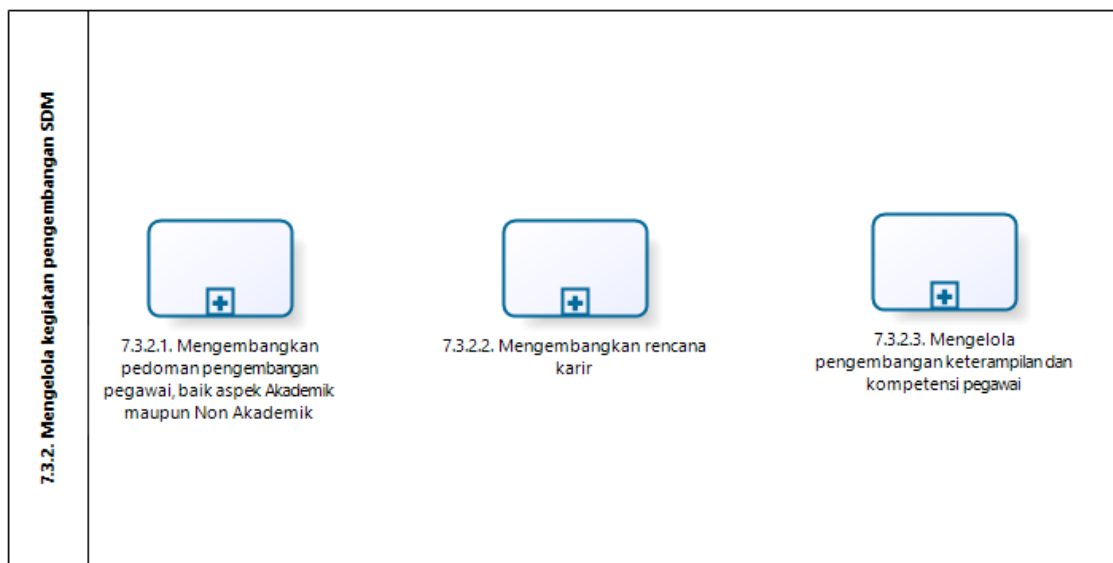 7.3.2. Mengelola kegiatan pengembangan SDM
7.3.2.1. Mengembangkan
pedoman pengembangan
pegawai, baik aspek Akademik
maupun Non Akademik
7.3.2.2. Mengembangkan rencana
karir
7.3.2.3. Mengelola
pengembangan keterampilan dan
kompetensi pegawai